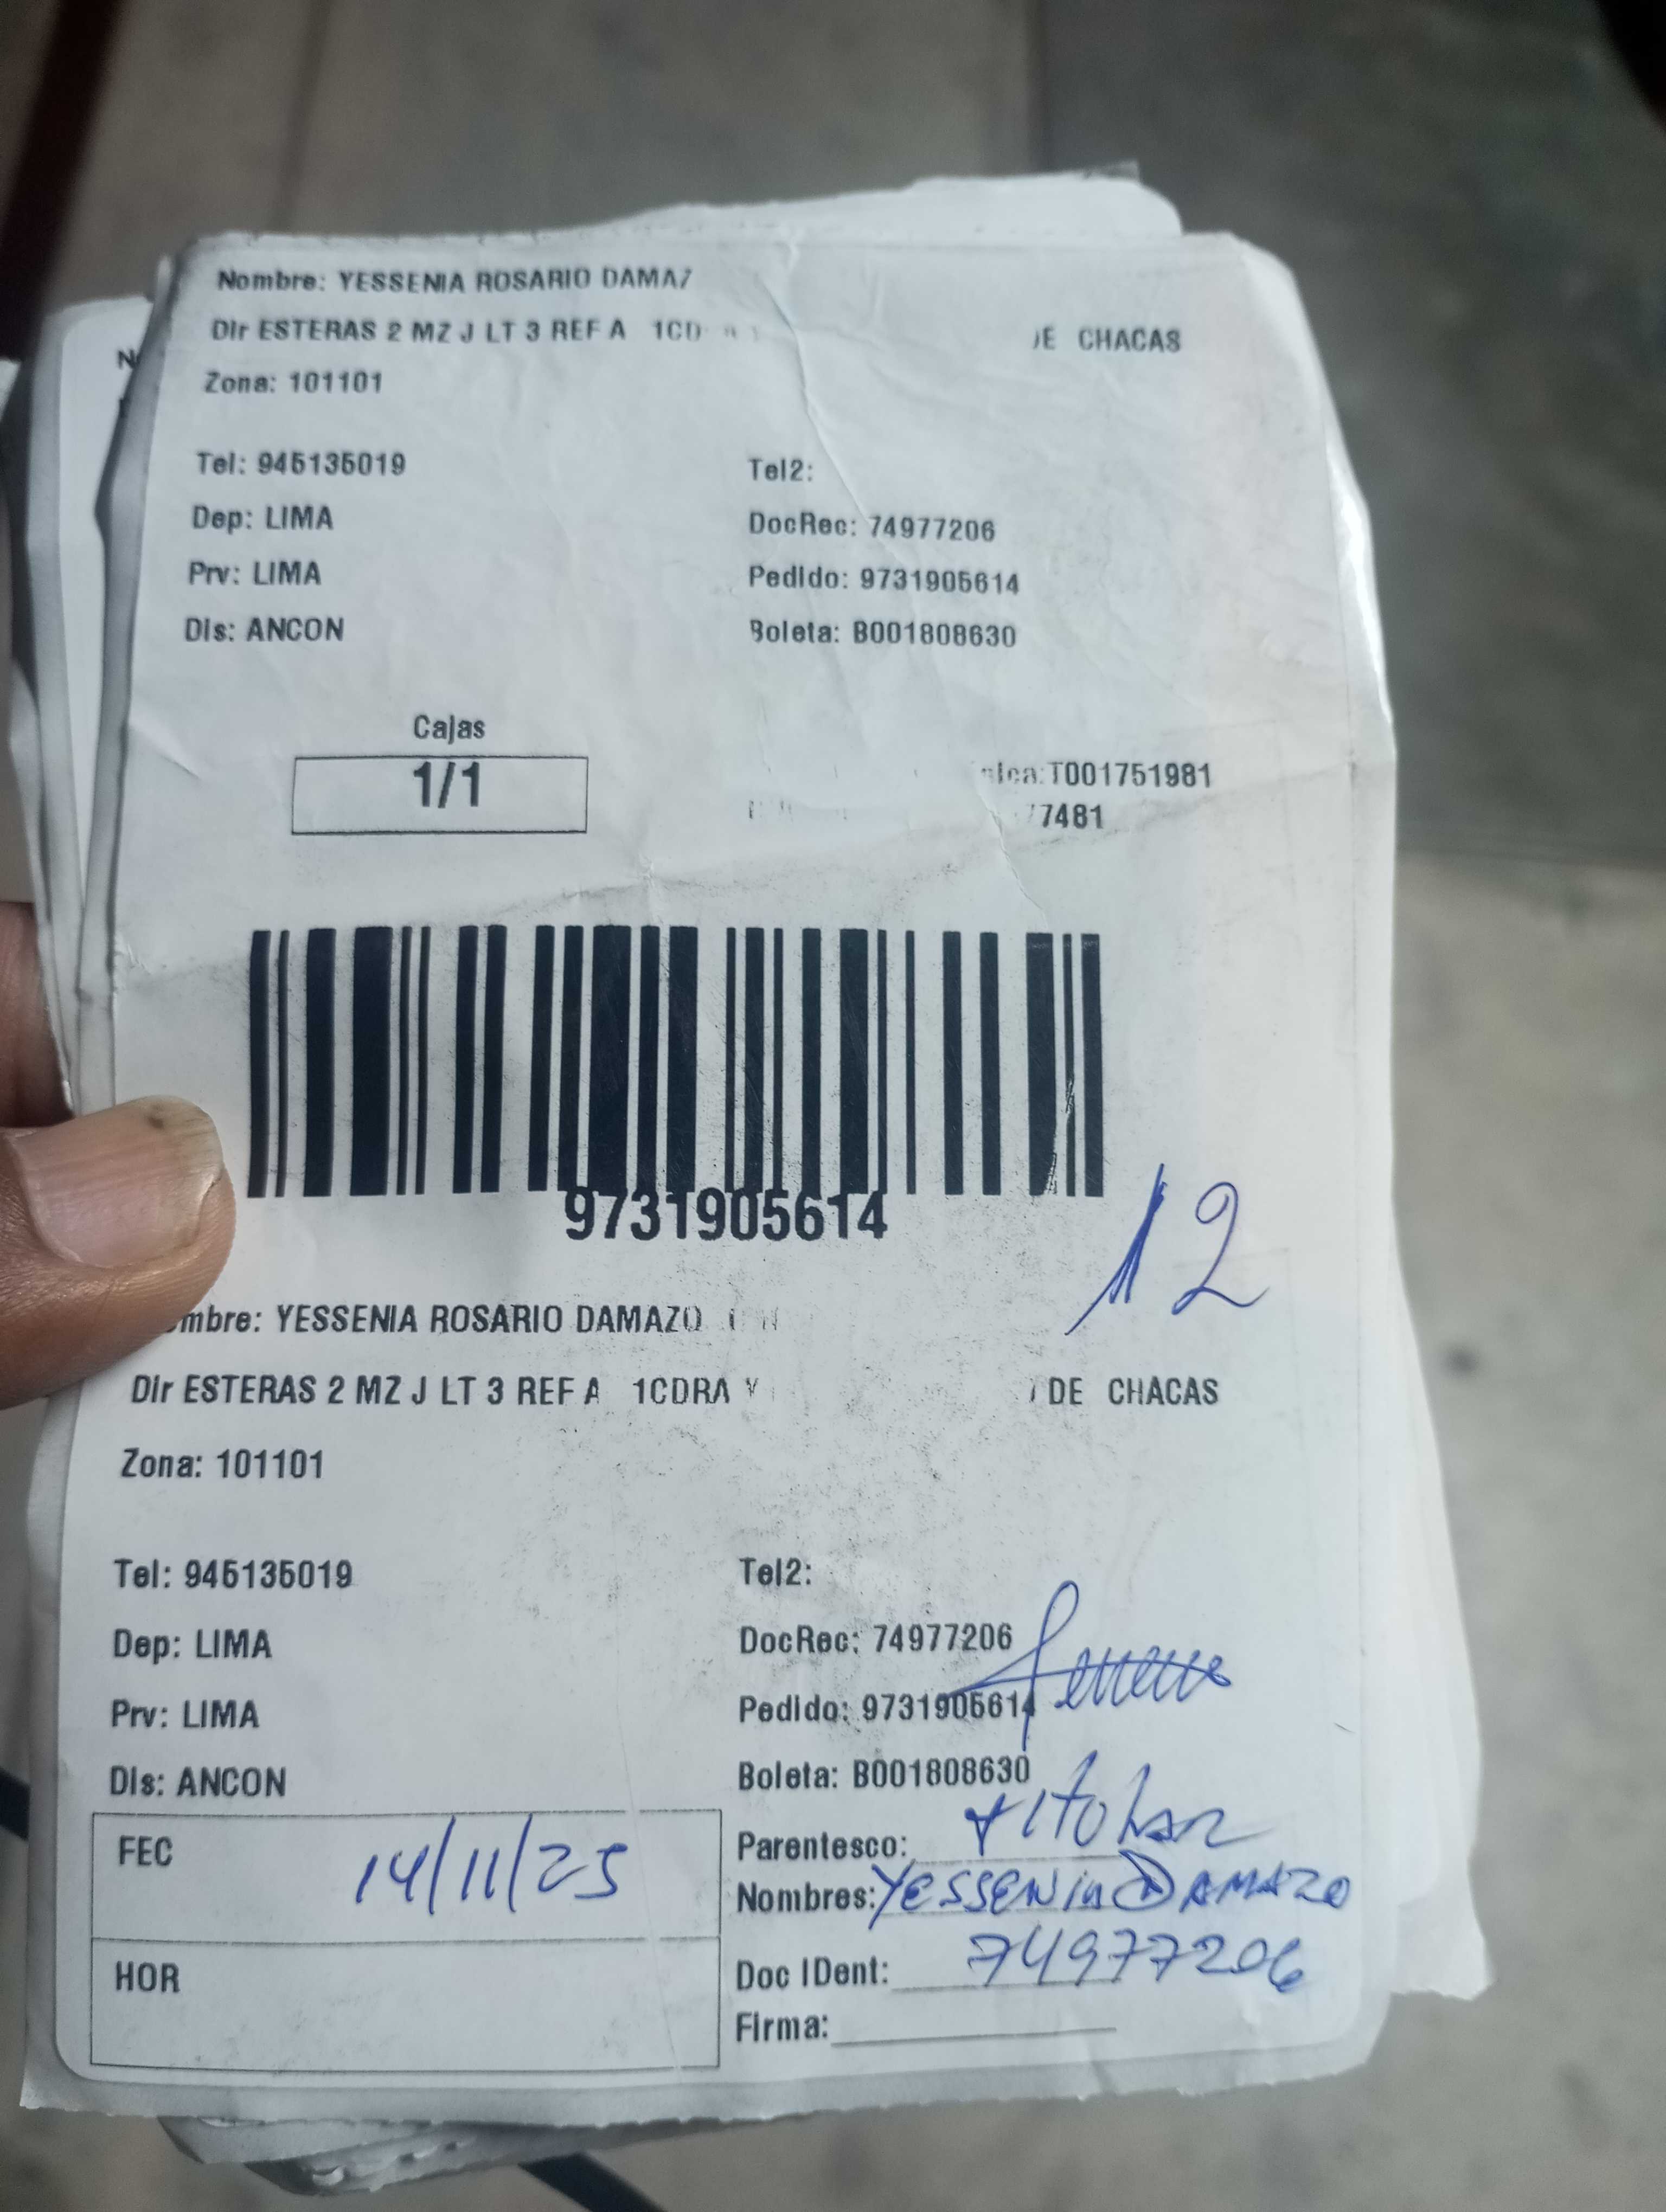 Nombre: YESSENIA ROSARIO DAMAZ
Dir ESTERAS 2 MZ J LT 3 REF A 1CD DE CHACAS
Zona: 101101
Tel: 945135019 Tel2:
Dep: LIMA DocRec: 74977206
Prv: LIMA Pedido: 9731905614
Dis: ANCON Boleta: B001808630
Cajas
1/1
T001751981
77481
9731905614
12
mbre: YESSENIA ROSARIO DAMAZO
Dir ESTERAS 2 MZ J LT 3 REF A 1CDRA Y DE CHACAS
Zona: 101101
Tel: 945135019 Tel2:
Dep: LIMA DocRec: 74977206
Prv: LIMA Pedido: 9731905614
Dis: ANCON Boleta: B001808630
FEC 14/11/25 Parentesco: titular
Nombres: YESSENia DAMAZO
HOR Doc IDent: 74977206
Firma: